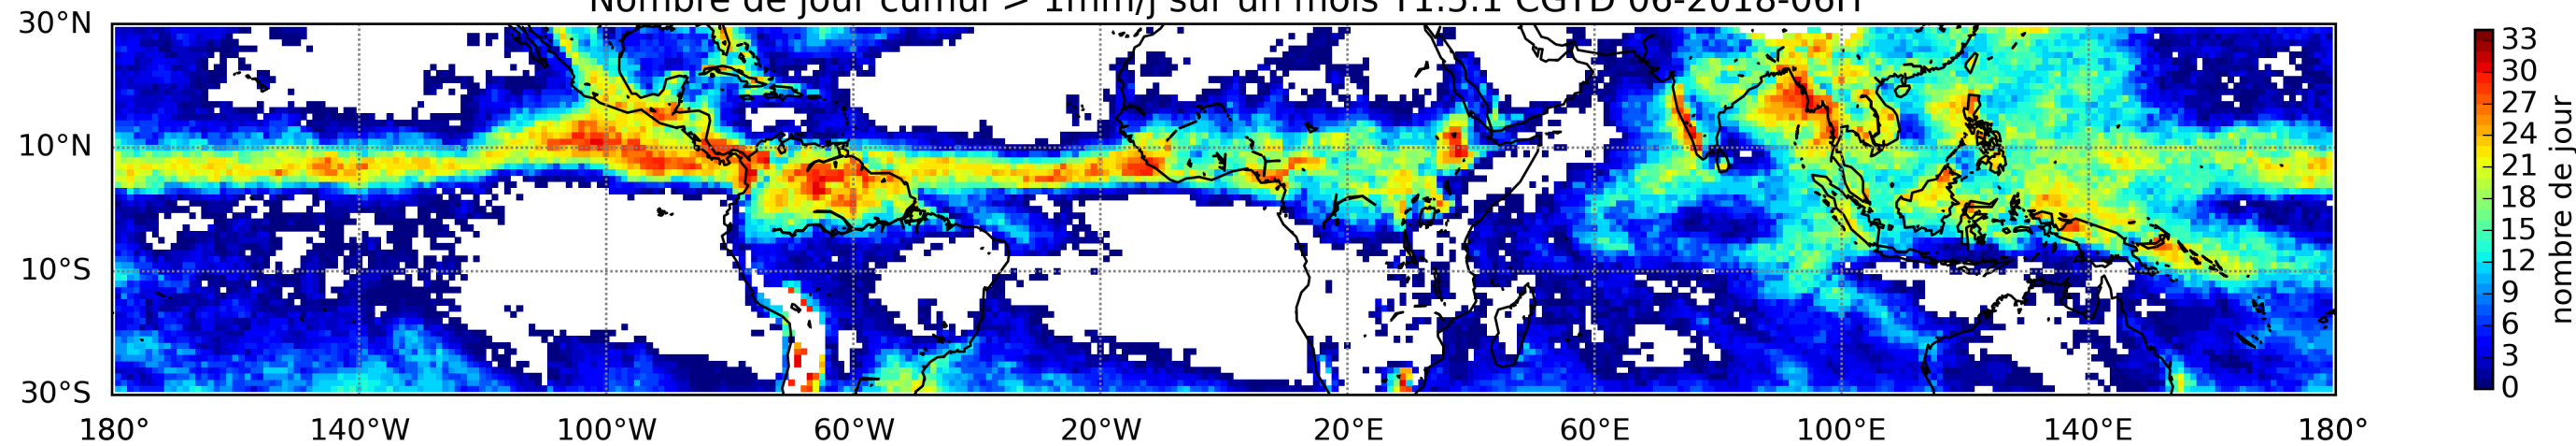 Nombre de jour cumul > 1mm/j sur un mois T1.5.1 CGTD 06-2018-06H
30°N
10°N
10°S
30°S
180°
140°W
100°W
60°W
20°W
20°E
60°E
100°E
140°E
180°
33
30
27
24
21
18
15
12
9
6
3
0
nombre de jour